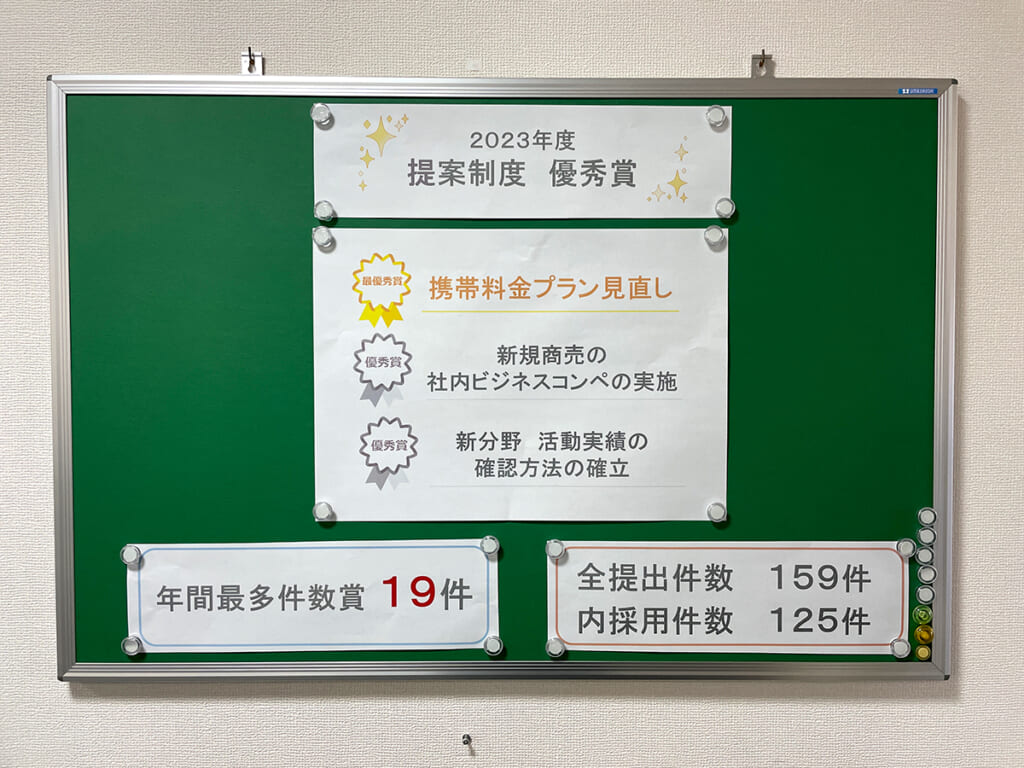 2023年度
提案制度 優秀賞
最優秀賞
携帯料金プラン見直し
優秀賞
新規商売の
社内ビジネスコンペの実施
優秀賞
新分野 活動実績の
確認方法の確立
年間最多件数賞 19件
全提出件数 159件
内採用件数 125件